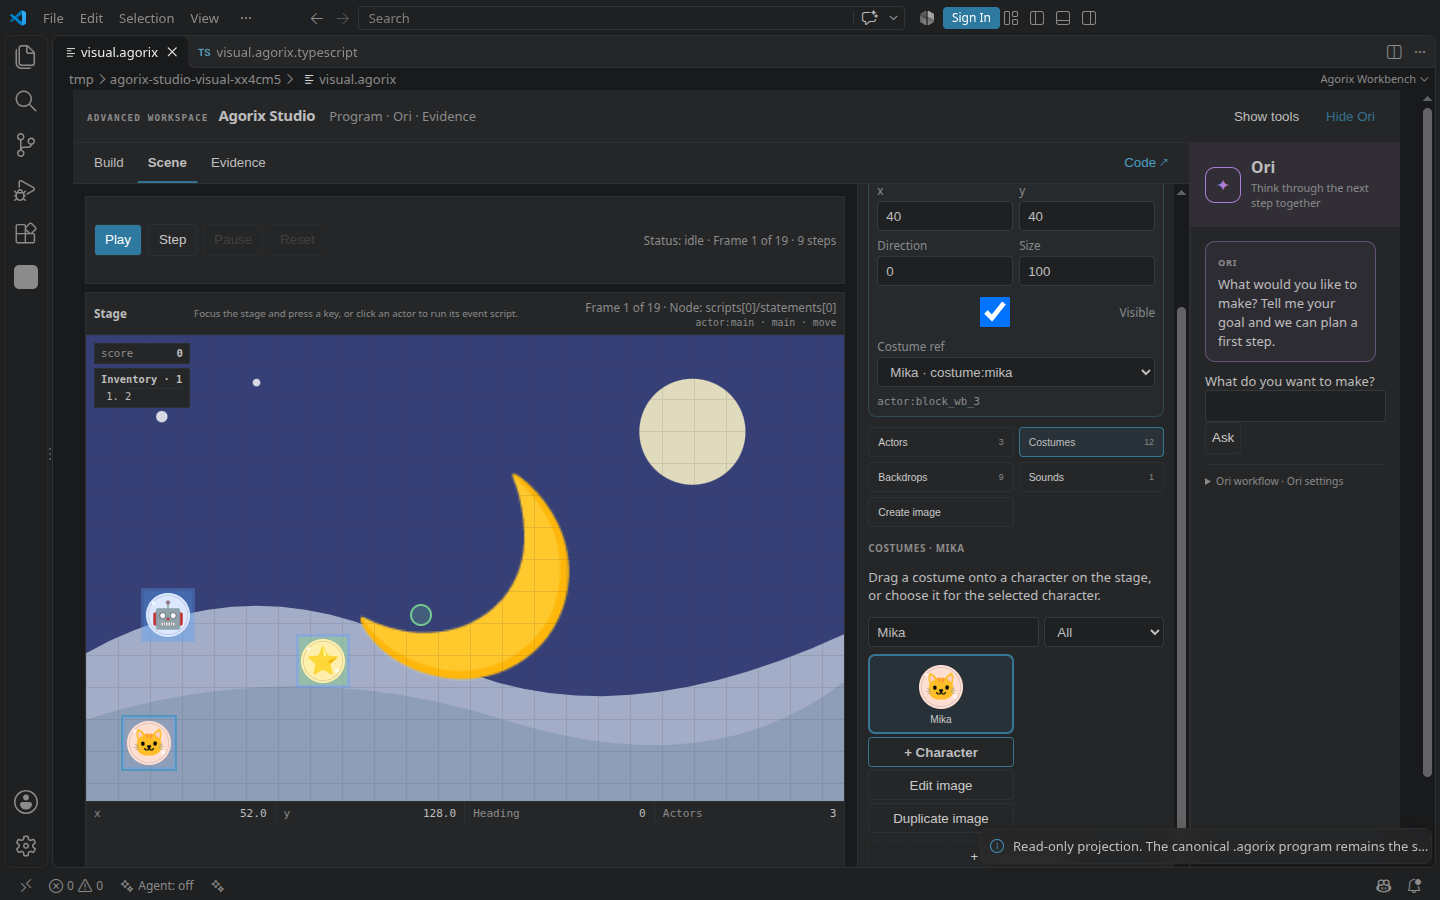 File Edit Selection View ···
Search
Sign In
visual.agorix
TS visual.agorix.typescript
tmp > agorix-studio-visual-xx4cm5 > visual.agorix
Agorix Workbench
ADVANCED WORKSPACE Agorix Studio Program · Ori · Evidence
Show tools Hide Ori
Build Scene Evidence Code ↗
Play Step Pause Reset
Status: idle · Frame 1 of 19 · 9 steps
Stage
Focus the stage and press a key, or click an actor to run its event script.
Frame 1 of 19 · Node: scripts[0]/statements[0]
actor:main · main · move
score 0
Inventory · 1
1. 2
x 52.0 y 128.0 Heading 0 Actors 3
x y
40 40
Direction Size
0 100
Visible
Costume ref
Mika · costume:mika
actor:block_wb_3
Actors 3 Costumes 12
Backdrops 9 Sounds 1
Create image
COSTUMES · MIKA
Drag a costume onto a character on the stage,
or choose it for the selected character.
Mika All
Mika
+ Character
Edit image
Duplicate image
+
Ori
Think through the next
step together
ORI
What would you like to
make? Tell me your
goal and we can plan a
first step.
What do you want to make?
Ask
▶ Ori workflow · Ori settings
Read-only projection. The canonical .agorix program remains the s...
0 0 Agent: off